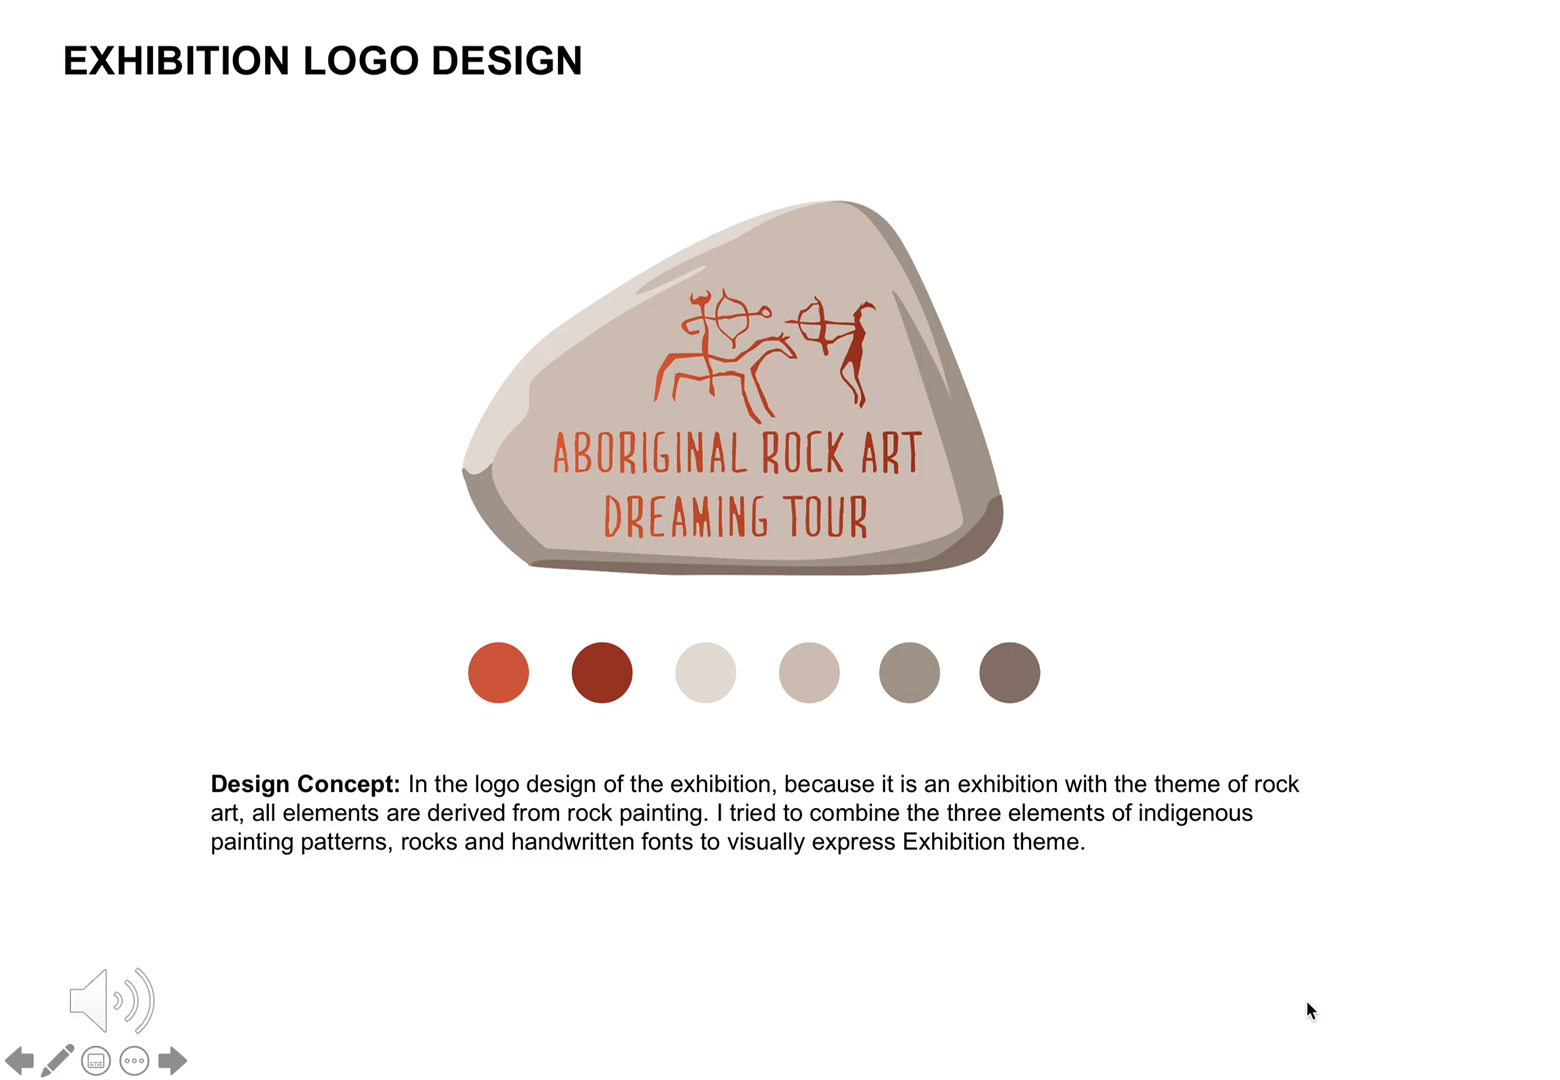 EXHIBITION LOGO DESIGN
ABORIGINAL ROCK ART
DREAMING TOUR
Design Concept: In the logo design of the exhibition, because it is an exhibition with the theme of rock
art, all elements are derived from rock painting. I tried to combine the three elements of indigenous
painting patterns, rocks and handwritten fonts to visually express Exhibition theme.